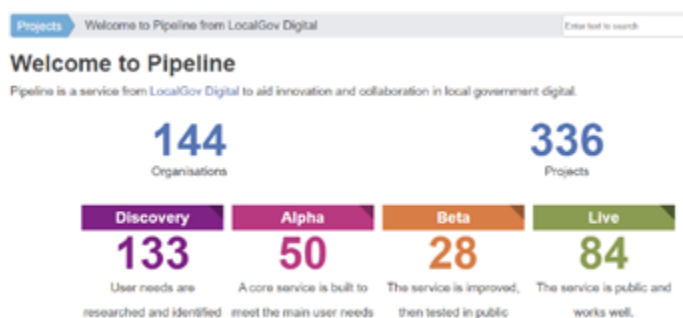 Projects Welcome to Pipeline from LocalGov Digital Enter text to search
Welcome to Pipeline
Pipeline is a service from LocalGov Digital to aid innovation and collaboration in local government digital.
144 336
Organisations Projects
Discovery Alpha Beta Live
133 50 28 84
User needs are A core service is built to The service is improved, The service is public and
researched and identified meet the main user needs then tested in public works well.